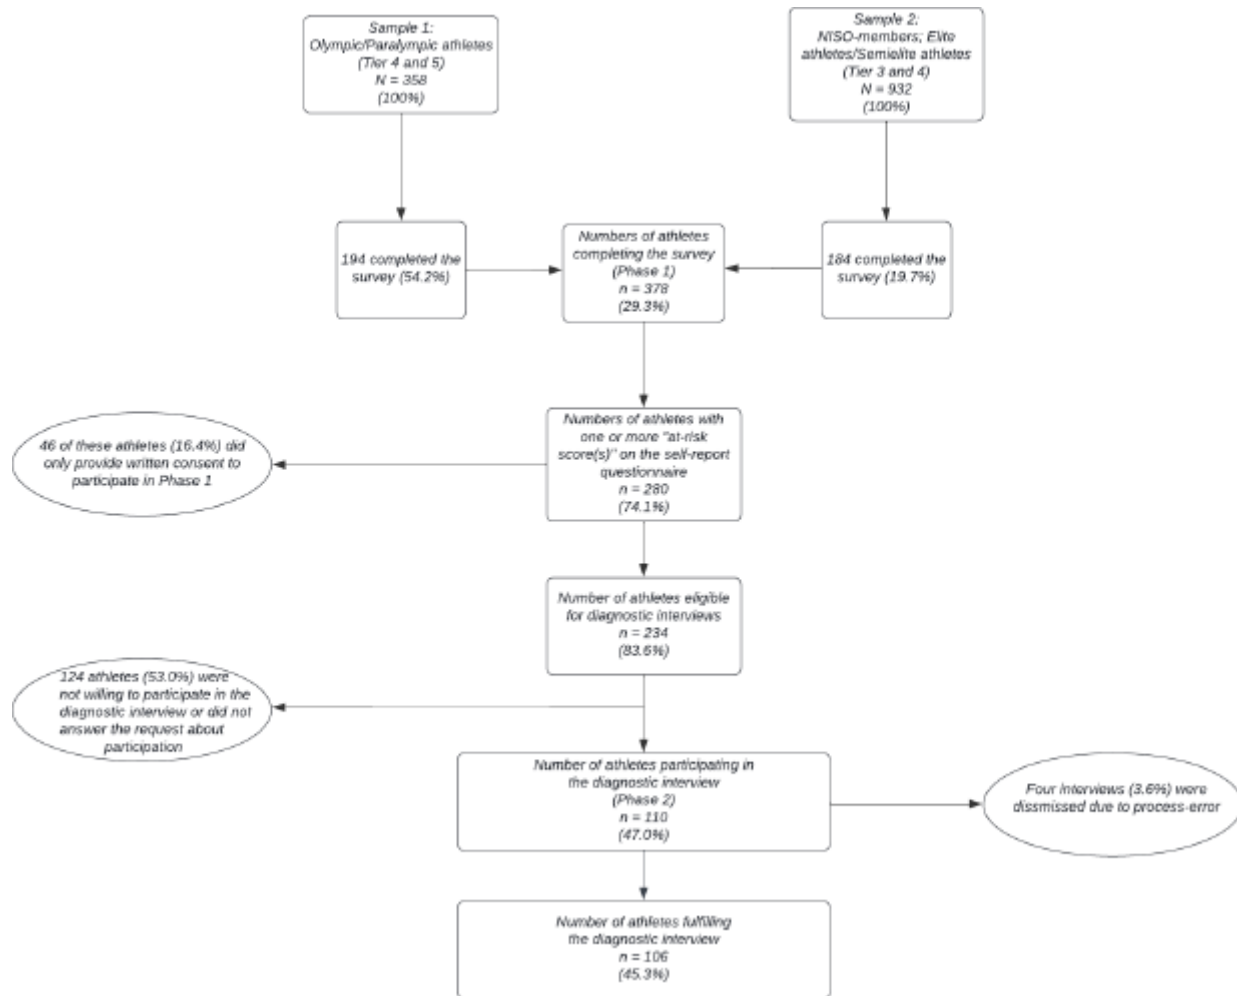 Sample 1:
Olympic/Paralympic athletes
(Tier 4 and 5)
N = 358
(100%)
Sample 2:
NISO-members; Elite
athletes/Semielite athletes
(Tier 3 and 4)
N = 932
(100%)
194 completed the
survey (54.2%)
Numbers of athletes
completing the survey
(Phase 1)
n = 378
(29.3%)
184 completed the
survey (19.7%)
46 of these athletes (16.4%) did
only provide written consent to
participate in Phase 1
Numbers of athletes with
one or more "at-risk
score(s)" on the self-report
questionnaire
n = 280
(74.1%)
Number of athletes eligible
for diagnostic interviews
n = 234
(83.6%)
124 athletes (53.0%) were
not willing to participate in the
diagnostic interview or did not
answer the request about
participation
Number of athletes participating in
the diagnostic interview
(Phase 2)
n = 110
(47.0%)
Four interviews (3.6%) were
dissmissed due to process-error
Number of athletes fulfilling
the diagnostic interview
n = 106
(45.3%)